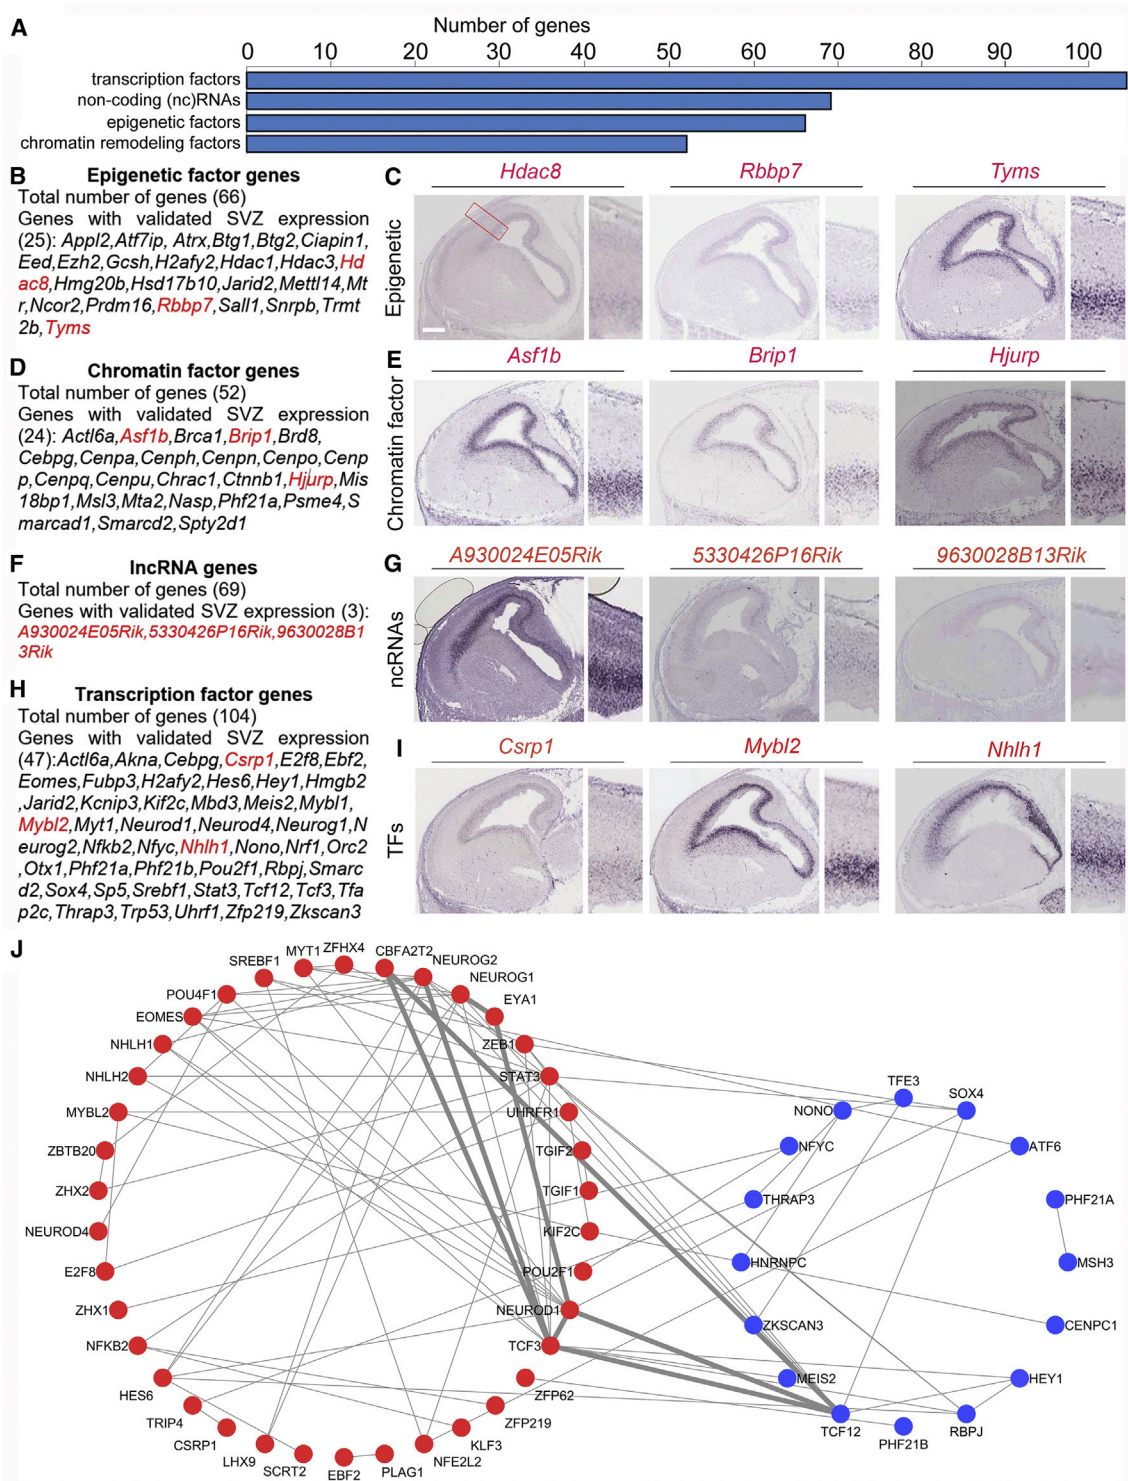 A
Number of genes
0 10 20 30 40 50 60 70 80 90 100
transcription factors
non-coding (nc)RNAs
epigenetic factors
chromatin remodeling factors
B
Epigenetic factor genes
Total number of genes (66)
Genes with validated SVZ expression
(25): Appl2,Atf7ip, Atrx,Btg1,Btg2,Ciapin1,
Eed,Ezh2,Gcsh,H2afy2,Hdac1,Hdac3,Hd
ac8,Hmg20b,Hsd17b10,Jarid2,Mettl14,Mt
r,Ncor2,Prdm16,Rbbp7,Sall1,Snrpb,Trmt
2b,Tyms
C
Hdac8
Rbbp7
Tyms
Epigenetic
D
Chromatin factor genes
Total number of genes (52)
Genes with validated SVZ expression
(24): Actl6a,Asf1b,Brca1,Brip1,Brd8,
Cebpg,Cenpa,Cenph,Cenpn,Cenpo,Cenp
p,Cenpq,Cenpu,Chrac1,Ctnnb1,Hjurp,Mis
18bp1,Msl3,Mta2,Nasp,Phf21a,Psme4,S
marcad1,Smarcd2,Spty2d1
E
Asf1b
Brip1
Hjurp
Chromatin factor
F
lncRNA genes
Total number of genes (69)
Genes with validated SVZ expression (3):
A930024E05Rik,5330426P16Rik,9630028B1
3Rik
G
A930024E05Rik
5330426P16Rik
9630028B13Rik
ncRNAs
H
Transcription factor genes
Total number of genes (104)
Genes with validated SVZ expression
(47):Actl6a,Akna,Cebpg,Csrp1,E2f8,Ebf2,
Eomes,Fubp3,H2afy2,Hes6,Hey1,Hmgb2
,Jarid2,Kcnip3,Kif2c,Mbd3,Meis2,Mybl1,
Mybl2,Myt1,Neurod1,Neurod4,Neurog1,N
eurog2,Nfkb2,Nfyc,Nhlh1,Nono,Nrf1,Orc2
,Otx1,Phf21a,Phf21b,Pou2f1,Rbpj,Smarc
d2,Sox4,Sp5,Srebf1,Stat3,Tcf12,Tcf3,Tfa
p2c,Thrap3,Trp53,Uhrf1,Zfp219,Zkscan3
I
Csrp1
Mybl2
Nhlh1
TFs
J
MYT1
ZFHX4
CBFA2T2
NEUROG2
SREBF1
NEUROG1
POU4F1
EYA1
EOMES
NHLH1
ZEB1
NHLH2
STAT3
MYBL2
UHRFR1
ZBTB20
TGIF2
ZHX2
TGIF1
NEUROD4
KIF2C
E2F8
POU2F1
ZHX1
NEUROD1
NFKB2
TCF3
HES6
ZFP62
TRIP4
ZFP219
CSRP1
KLF3
LHX9
NFE2L2
SCRT2
EBF2
PLAG1
TFE3
SOX4
NONO
NFYC
ATF6
THRAP3
PHF21A
HNRNPC
MSH3
ZKSCAN3
CENPC1
MEIS2
HEY1
TCF12
PHF21B
RBPJ